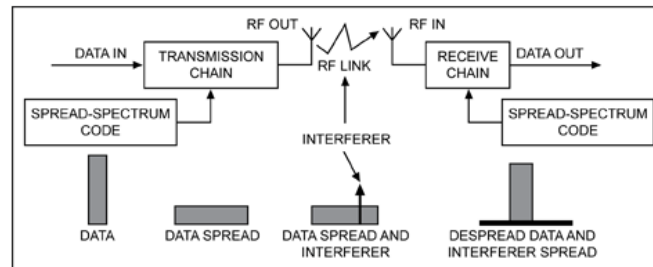 RF OUT
RF IN
DATA IN
TRANSMISSION
CHAIN
RF LINK
RECEIVE
CHAIN
DATA OUT
SPREAD-SPECTRUM
CODE
SPREAD-SPECTRUM
CODE
INTERFERER
DATA
DATA SPREAD
DATA SPREAD AND
INTERFERER
DESPREAD DATA AND
INTERFERER SPREAD